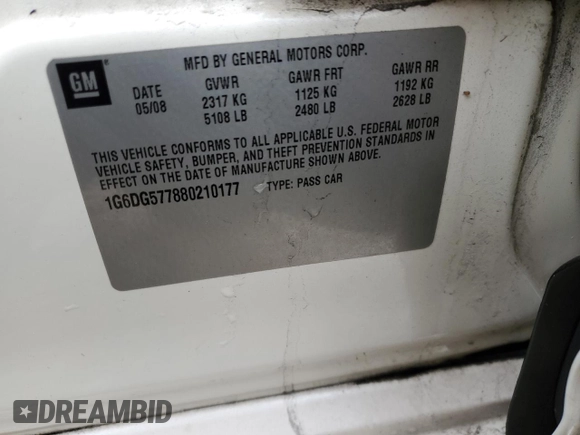 GM
MFD BY GENERAL MOTORS CORP.
DATE GVWR GAWR FRT GAWR RR
05/08 2317 KG 1125 KG 1192 KG
5108 LB 2480 LB 2628 LB
THIS VEHICLE CONFORMS TO ALL APPLICABLE U.S. FEDERAL MOTOR
VEHICLE SAFETY, BUMPER, AND THEFT PREVENTION STANDARDS IN
EFFECT ON THE DATE OF MANUFACTURE SHOWN ABOVE.
1G6DG577880210177 TYPE: PASS CAR
DREAMBID